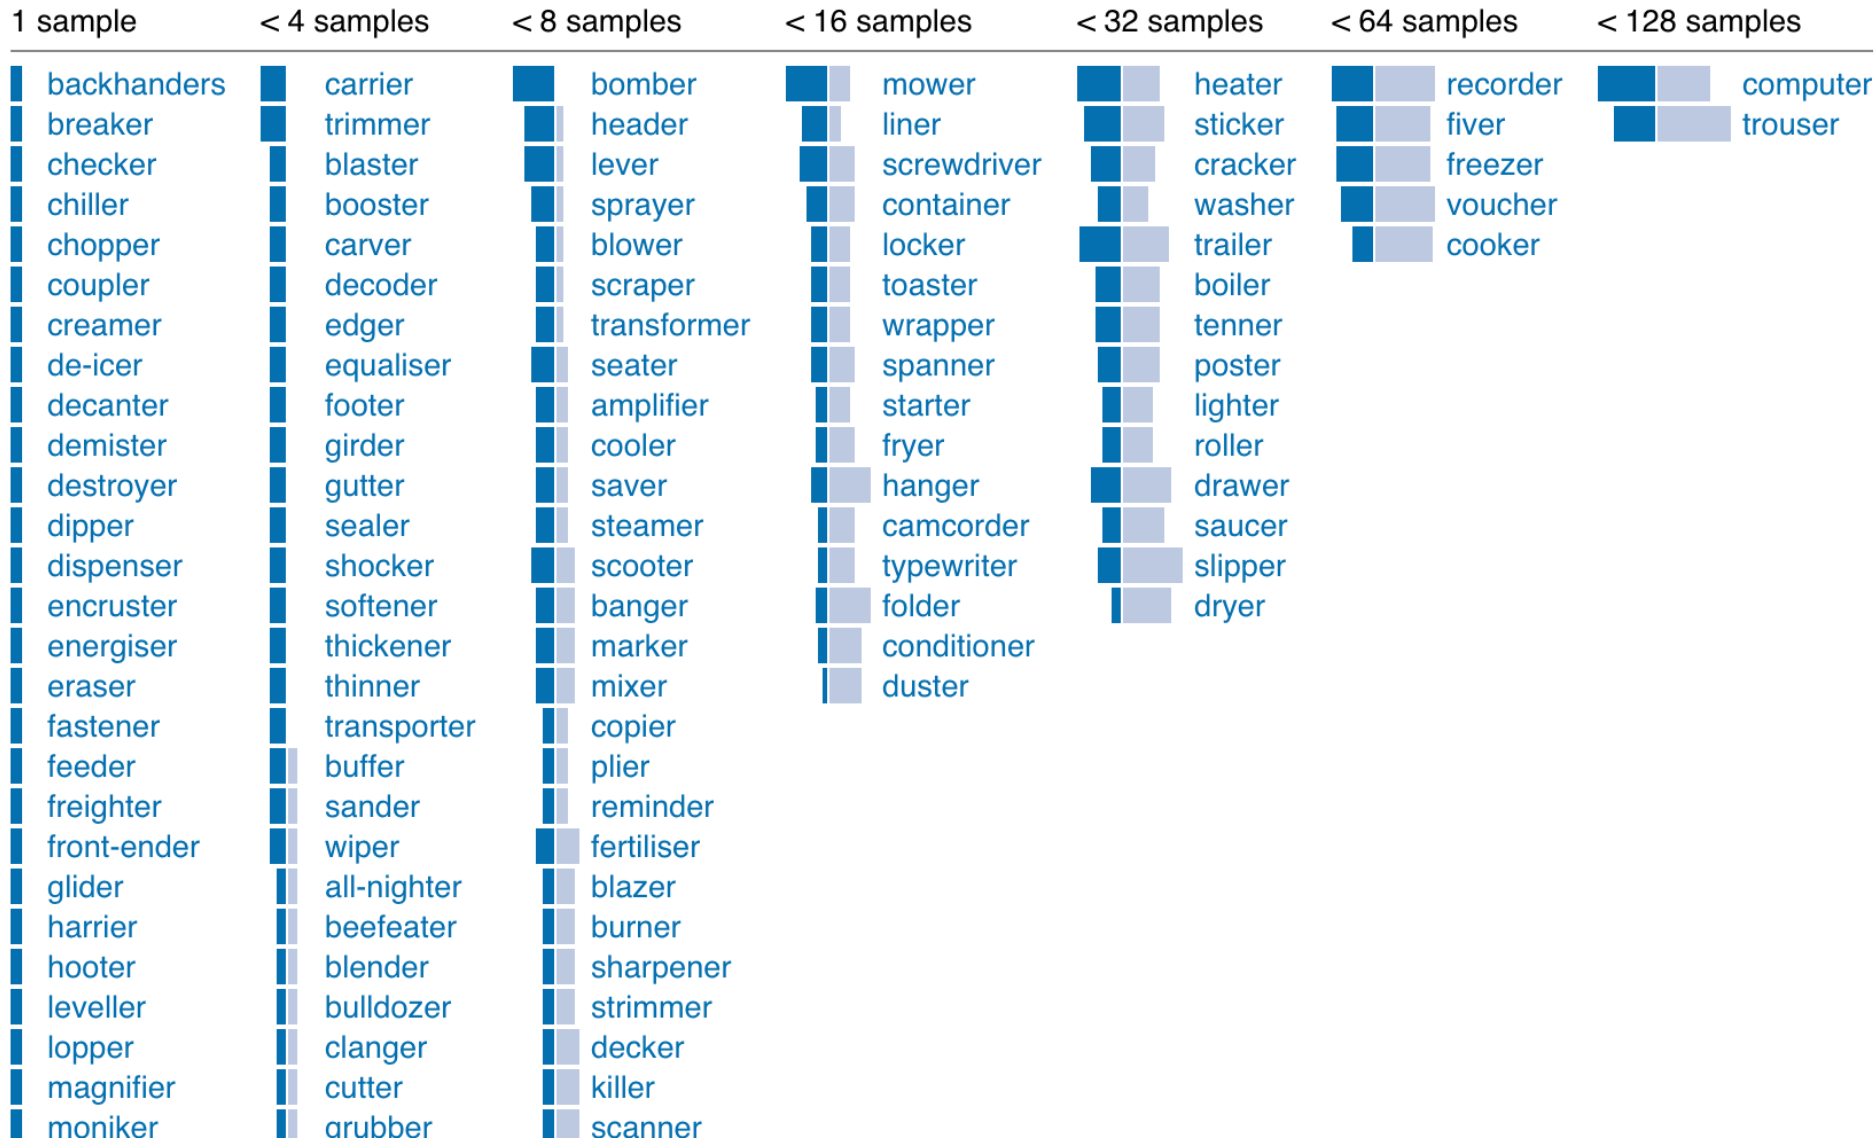 1 sample < 4 samples < 8 samples < 16 samples < 32 samples < 64 samples < 128 samples
backhanders carrier bomber mower heater recorder computer
breaker trimmer header liner sticker fiver trouser
checker blaster lever screwdriver cracker freezer
chiller booster sprayer container washer voucher
chopper carver blower locker trailer cooker
coupler decoder scraper toaster boiler
creamer edger transformer wrapper tenner
de-icer equaliser seater spanner poster
decanter footer amplifier starter lighter
demister girder cooler fryer roller
destroyer gutter saver hanger drawer
dipper sealer steamer camcorder saucer
dispenser shocker scooter typewriter slipper
encruster softener banger folder dryer
energiser thickener marker conditioner
eraser thinner mixer duster
fastener transporter copier
feeder buffer plier
freighter sander reminder
front-ender wiper fertiliser
glider all-nighter blazer
harrier beefeater burner
hooter blender sharpener
leveller bulldozer strimmer
lopper clanger decker
magnifier cutter killer
moniker grubber scanner